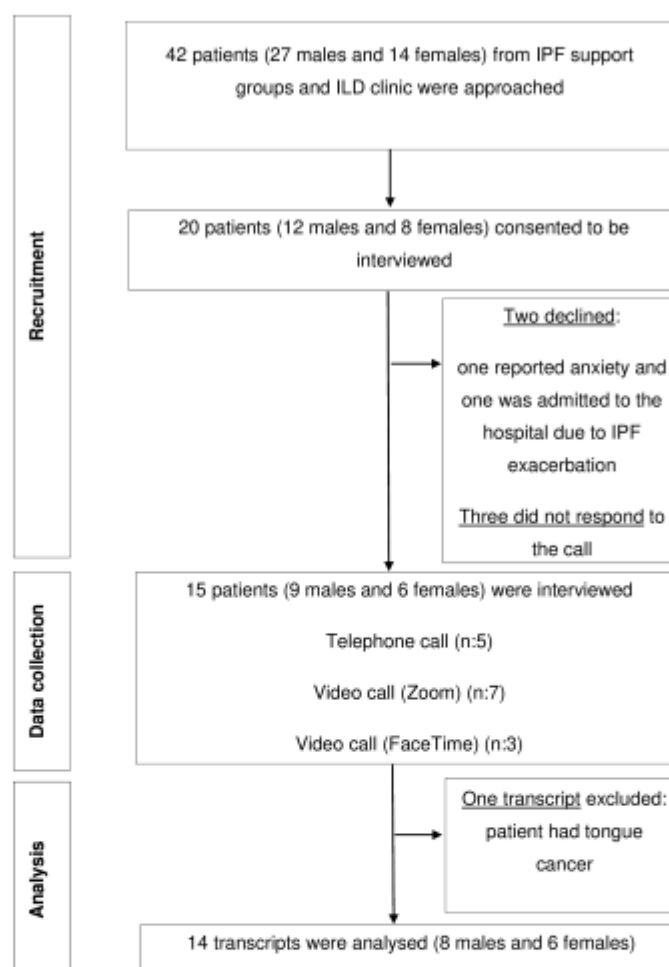 Recruitment
42 patients (27 males and 14 females) from IPF support
groups and ILD clinic were approached
20 patients (12 males and 8 females) consented to be
interviewed
Two declined:
one reported anxiety and
one was admitted to the
hospital due to IPF
exacerbation
Three did not respond to
the call
Data collection
15 patients (9 males and 6 females) were interviewed
Telephone call (n:5)
Video call (Zoom) (n:7)
Video call (FaceTime) (n:3)
Analysis
One transcript excluded:
patient had tongue
cancer
14 transcripts were analysed (8 males and 6 females)